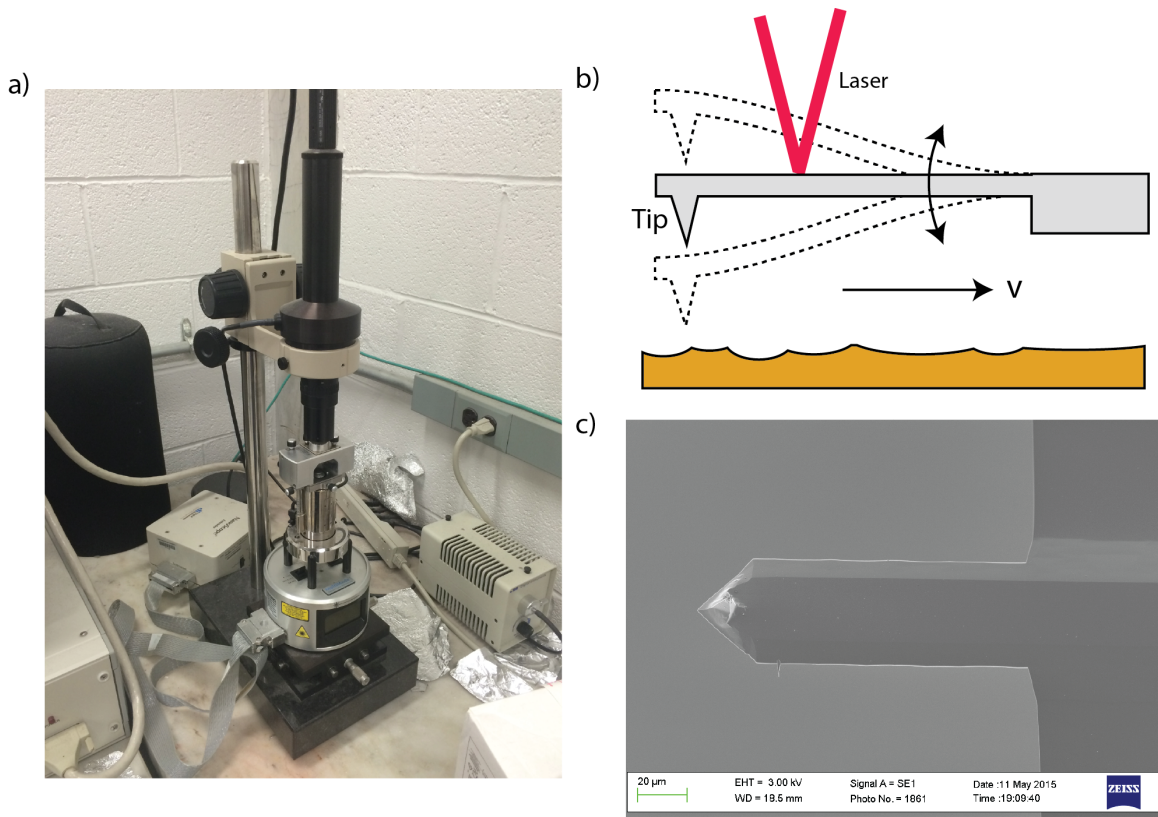 a)
b)
Laser
Tip
v
c)
20 µm
EHT = 3.00 kV
WD = 18.5 mm
Signal A = SE1
Photo No. = 1861
Date :11 May 2015
Time :19:09:40
ZEISS